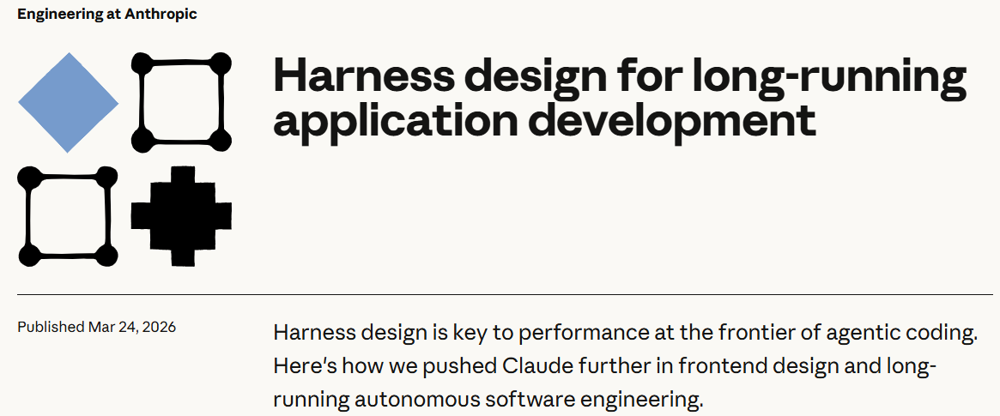 Engineering at Anthropic
Harness design for long-running
application development
Published Mar 24, 2026
Harness design is key to performance at the frontier of agentic coding.
Here's how we pushed Claude further in frontend design and long-
running autonomous software engineering.